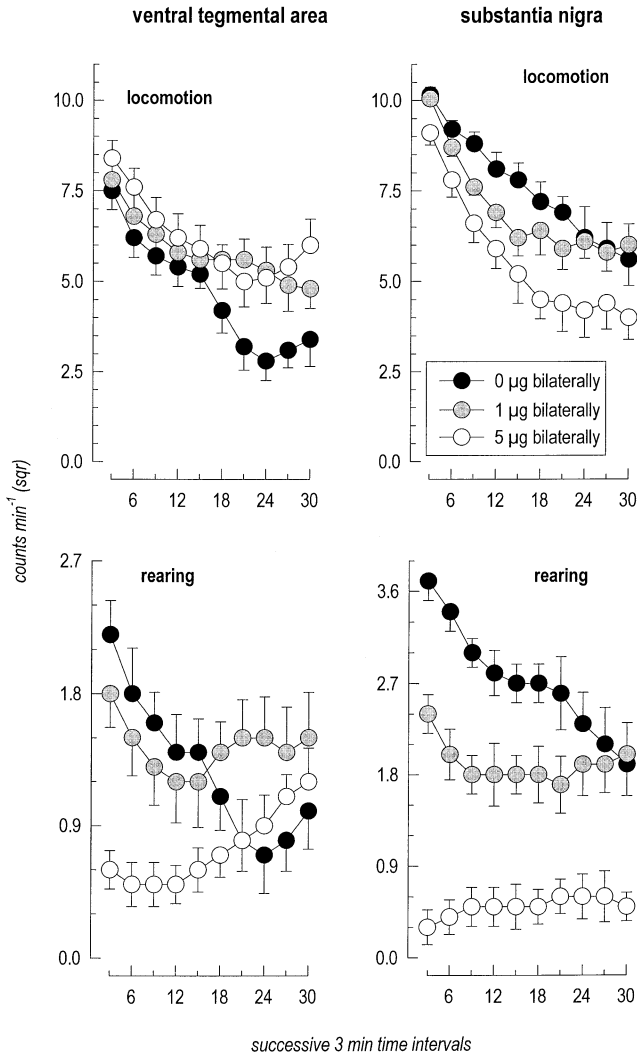 ventral tegmental area
substantia nigra
locomotion
10.0
7.5
5.0
2.5
0.0
6 12 18 24 30
locomotion
10.0
7.5
5.0
2.5
0.0
0 µg bilaterally
1 µg bilaterally
5 µg bilaterally
6 12 18 24 30
counts min⁻¹ (sqr)
rearing
2.7
1.8
0.9
0.0
6 12 18 24 30
rearing
3.6
2.7
1.8
0.9
0.0
6 12 18 24 30
successive 3 min time intervals